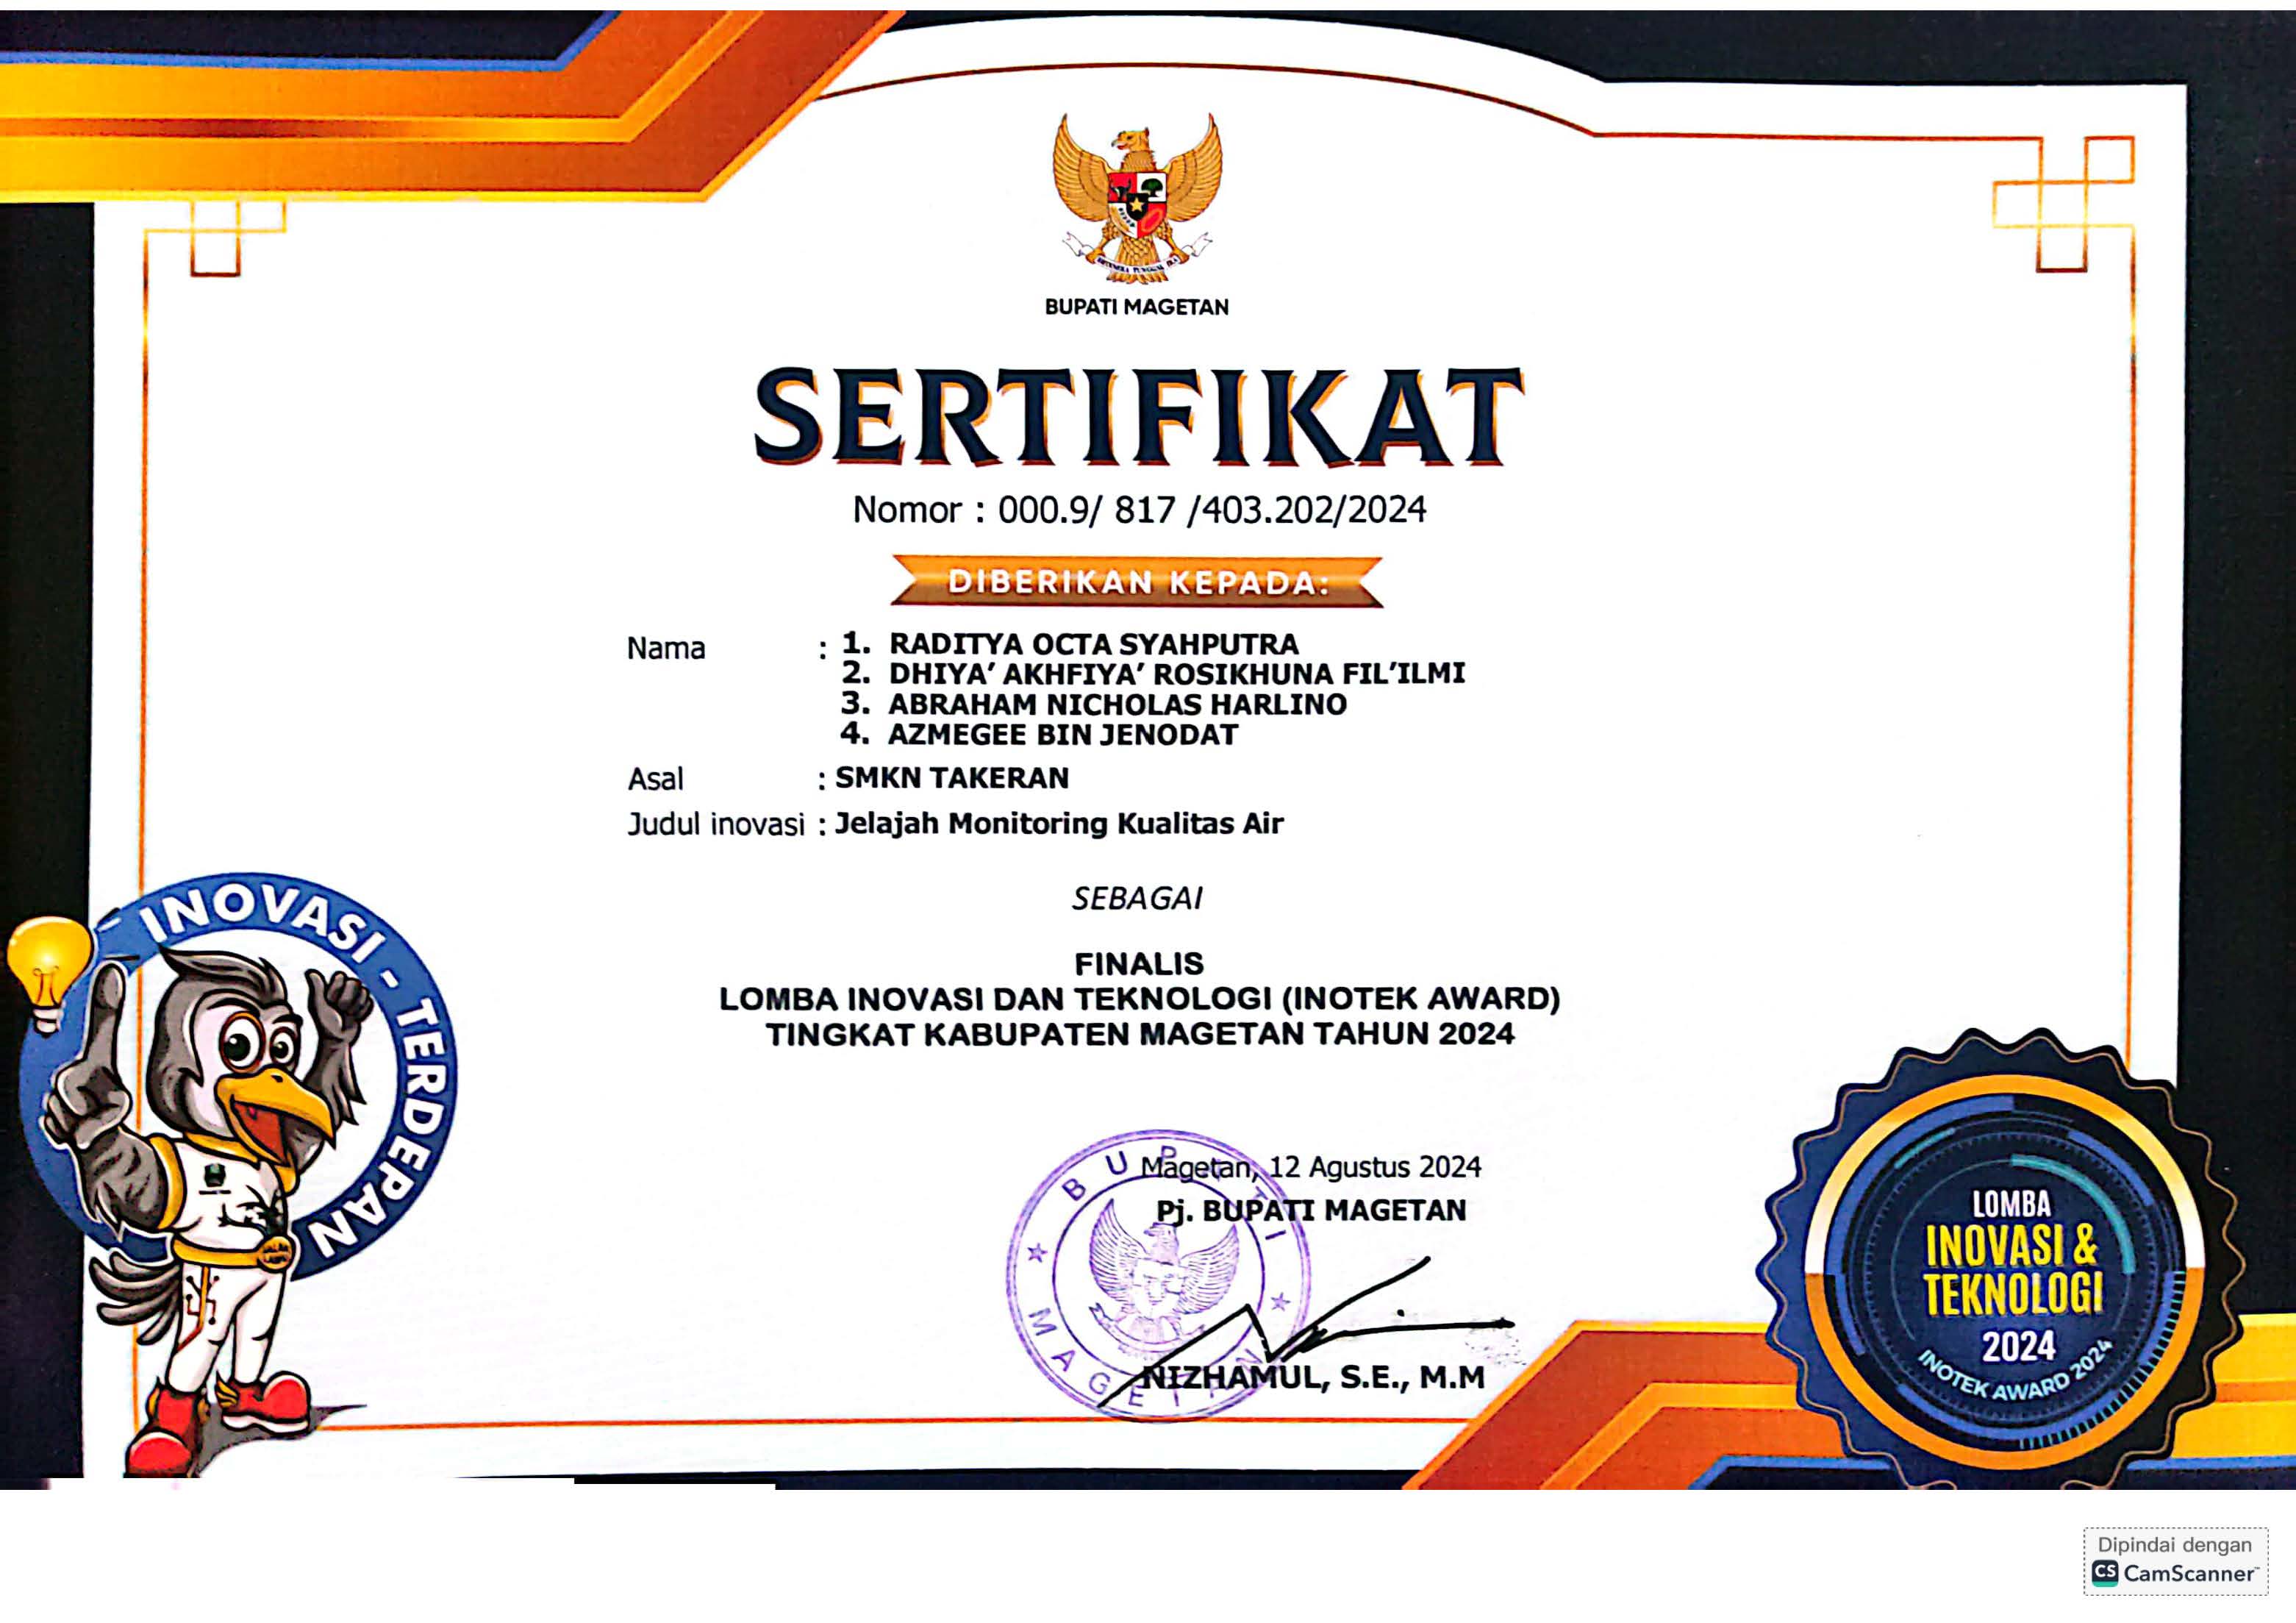 BUPATI MAGETAN
SERTIFIKAT
Nomor : 000.9/ 817 /403.202/2024
DIBERIKAN KEPADA:
Nama : 1. RADITYA OCTA SYAHPUTRA
2. DHIYA’ AKHFIYA’ ROSIKHUNA FIL’ILMI
3. ABRAHAM NICHOLAS HARLINO
4. AZMEGEE BIN JENODAT
Asal : SMKN TAKERAN
Judul inovasi : Jelajah Monitoring Kualitas Air
SEBAGAI
FINALIS
LOMBA INOVASI DAN TEKNOLOGI (INOTEK AWARD)
TINGKAT KABUPATEN MAGETAN TAHUN 2024
INOVASI - TERDEPAN
Magetan, 12 Agustus 2024
Pj. BUPATI MAGETAN
BUPATI
MAGETAN
NIZHAMUL, S.E., M.M
LOMBA
INOVASI &
TEKNOLOGI
2024
INOTEK AWARD 2024
Dipindai dengan
CS CamScanner